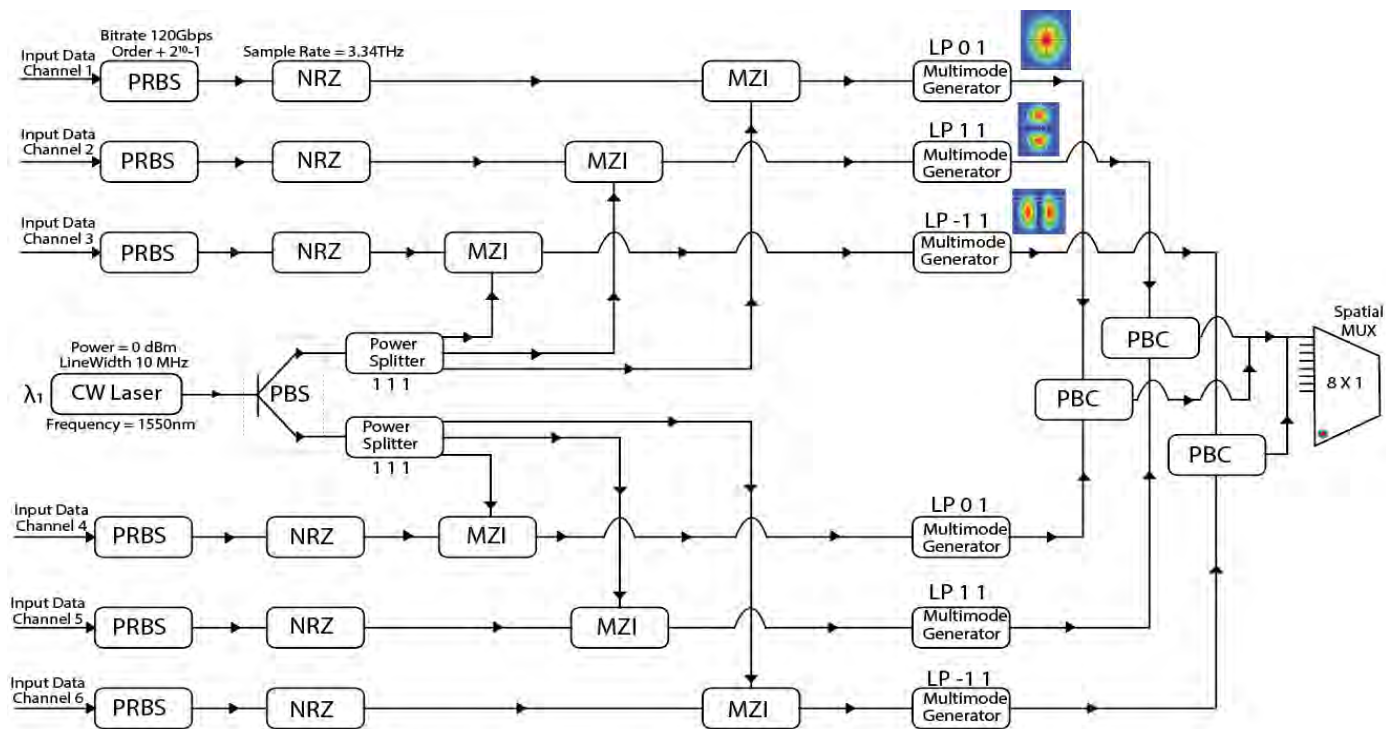 Bitrate 120Gbps
Order + 2¹⁰-1
Sample Rate = 3.34THz
Input Data
Channel 1
PRBS
NRZ
MZI
LP 0 1
Multimode
Generator
Input Data
Channel 2
PRBS
NRZ
MZI
LP 1 1
Multimode
Generator
Input Data
Channel 3
PRBS
NRZ
MZI
LP -1 1
Multimode
Generator
Power = 0 dBm
LineWidth 10 MHz
λ₁
CW Laser
Frequency = 1550nm
PBS
Power
Splitter
1 1 1
Power
Splitter
1 1 1
PBC
PBC
PBC
Spatial
MUX
8 X 1
Input Data
Channel 4
PRBS
NRZ
MZI
LP 0 1
Multimode
Generator
Input Data
Channel 5
PRBS
NRZ
MZI
LP 1 1
Multimode
Generator
Input Data
Channel 6
PRBS
NRZ
MZI
LP -1 1
Multimode
Generator